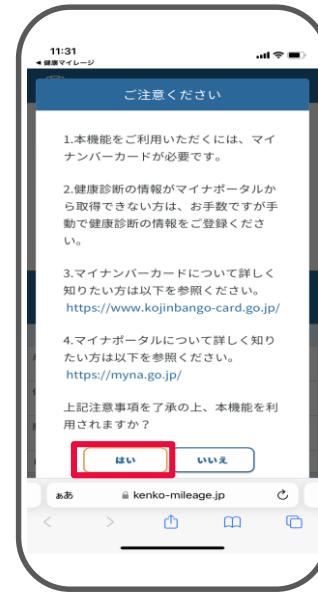 11:31
◀ 健康マイレージ
ご注意ください
1.本機能をご利用いただくには、マイ
ナンバーカードが必要です。
2.健康診断の情報がマイナポータルか
ら取得できない方は、お手数ですが手
動で健康診断の情報をご登録くださ
い。
3.マイナンバーカードについて詳しく
知りたい方は以下を参照ください。
https://www.kojinbango-card.go.jp/
4.マイナポータルについて詳しく知り
たい方は以下を参照ください。
https://myna.go.jp/
上記注意事項を了承の上、本機能を利
用されますか？
はい いいえ
ぁあ kenko-mileage.jp